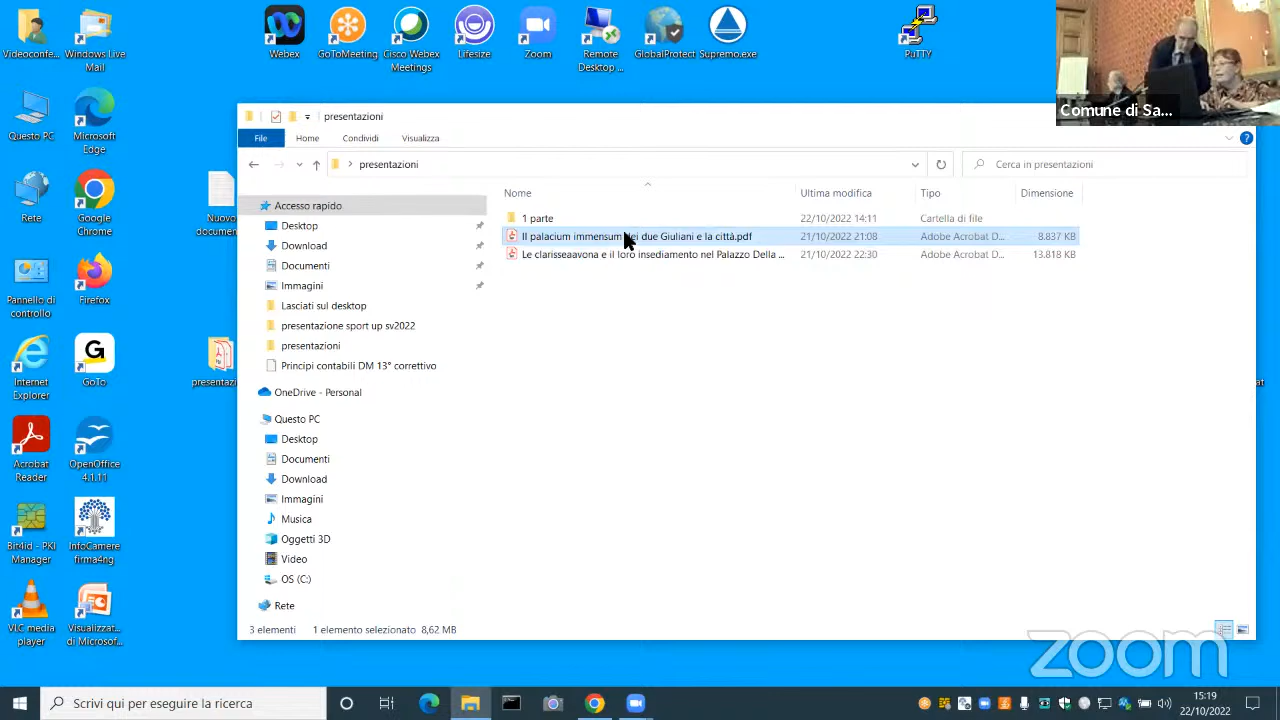 Videoconfe...
Windows Live
Mail
Webex
GoToMeeting
Cisco Webex
Meetings
Lifesize
Zoom
Remote
Desktop ...
GlobalProtect
Supremo.exe
PuTTY
Comune di Sa...
Questo PC
Microsoft
Edge
presentazioni
File
Home
Condividi
Visualizza
presentazioni
Cerca in presentazioni
Rete
Google
Chrome
Nuovo
documen
Nome
Ultima modifica
Tipo
Dimensione
1 parte
22/10/2022 14:11
Cartella di file
Il palacium immensum dei due Giuliani e la città.pdf
21/10/2022 21:08
Adobe Acrobat D...
8.837 KB
Le clarisseaavona e il loro insediamento nel Palazzo Della ...
21/10/2022 22:30
Adobe Acrobat D...
13.818 KB
Accesso rapido
Desktop
Download
Documenti
Immagini
Lasciati sul desktop
presentazione sport up sv2022
presentazioni
Principi contabili DM 13° correttivo
OneDrive - Personal
Questo PC
Desktop
Documenti
Download
Immagini
Musica
Oggetti 3D
Video
OS (C:)
Rete
Pannello di
controllo
Firefox
Internet
Explorer
G
GoTo
presentazi
at
Acrobat
Reader
OpenOffice
4.1.11
Bit4id - PKI
Manager
InfoCamere
firma4ng
VLC media
player
Visualizzat...
di Microsof...
3 elementi
1 elemento selezionato 8,62 MB
zoom
Scrivi qui per eseguire la ricerca
15:19
22/10/2022